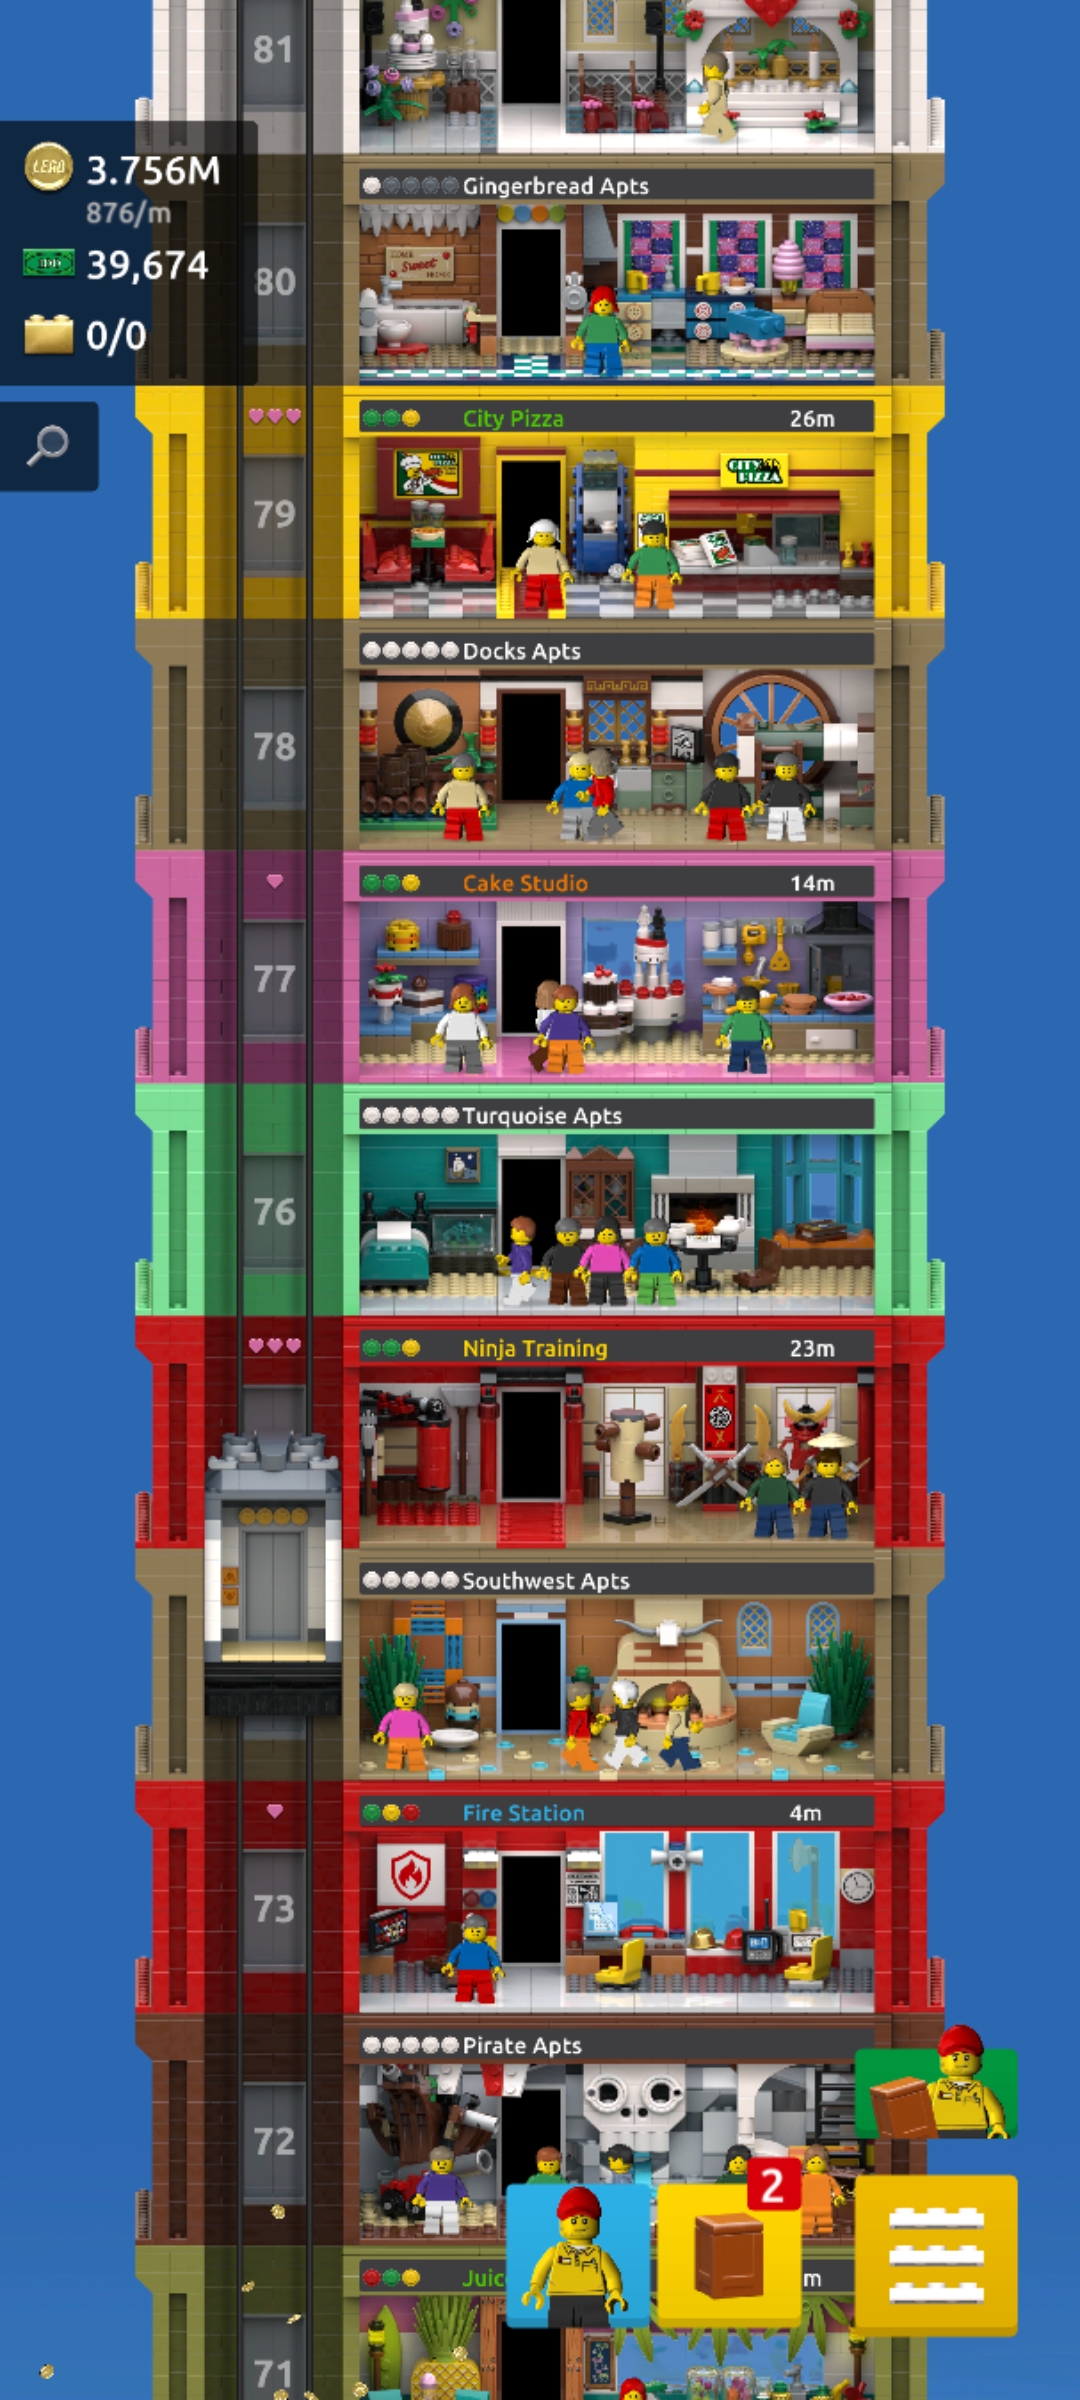 81
LEGO 3.756M
876/m
39,674
0/0
Gingerbread Apts
HOME
Sweet
HOME
80
City Pizza 26m
CITY
PIZZA
79
Docks Apts
78
Cake Studio 14m
77
Turquoise Apts
76
Ninja Training 23m
Southwest Apts
Fire Station 4m
73
Pirate Apts
72
2
Juic m
71